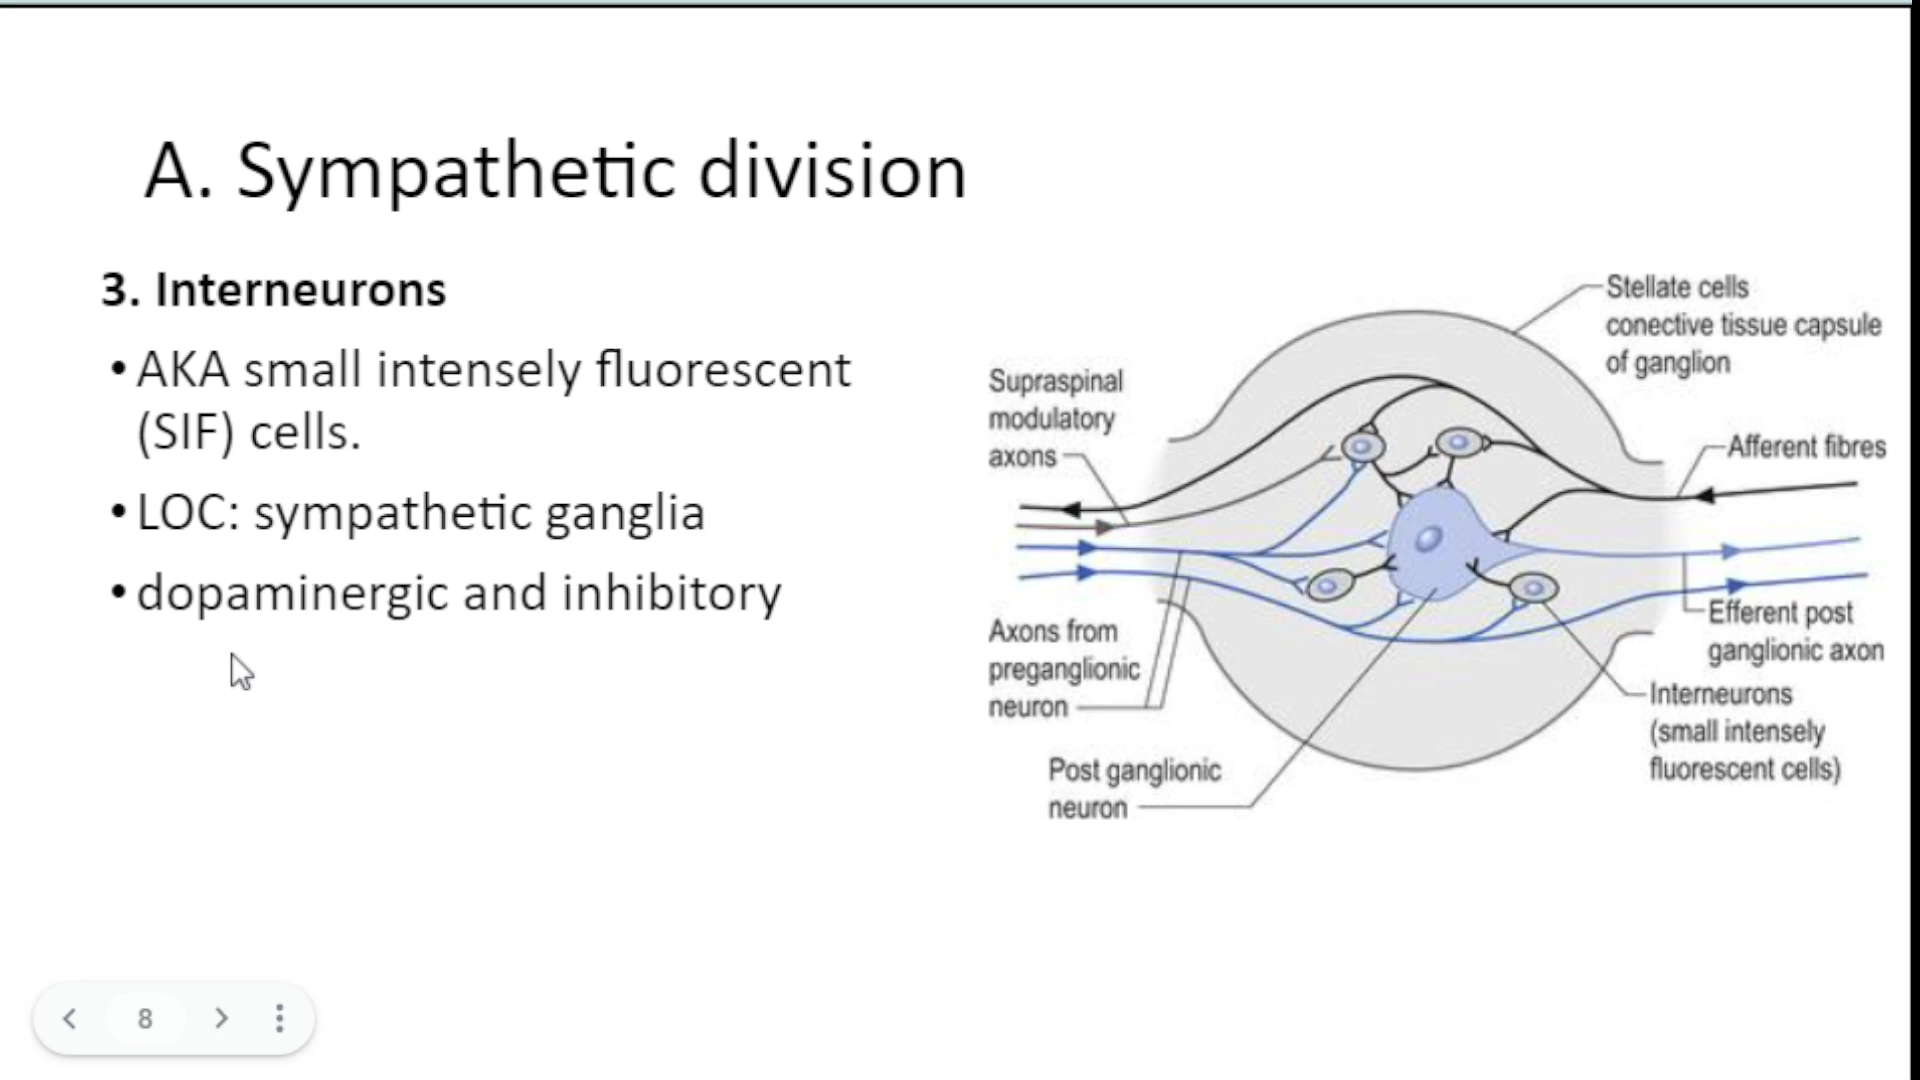 A. Sympathetic division
3. Interneurons
• AKA small intensely fluorescent
(SIF) cells.
• LOC: sympathetic ganglia
• dopaminergic and inhibitory
Stellate cells
conective tissue capsule
of ganglion
Supraspinal
modulatory
axons
Afferent fibres
Axons from
preganglionic
neuron
Efferent post
ganglionic axon
Interneurons
(small intensely
fluorescent cells)
Post ganglionic
neuron
8